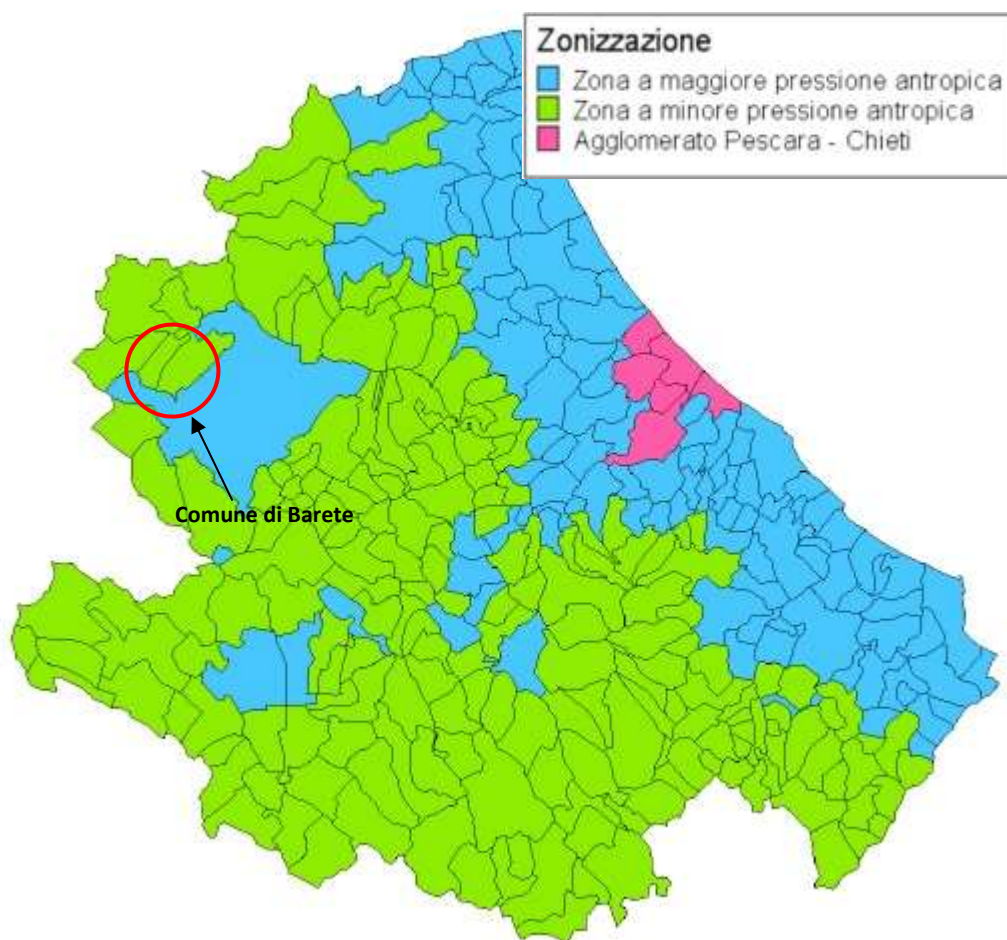 Zonizzazione
Zona a maggiore pressione antropica
Zona a minore pressione antropica
Agglomerato Pescara - Chieti
Comune di Barete